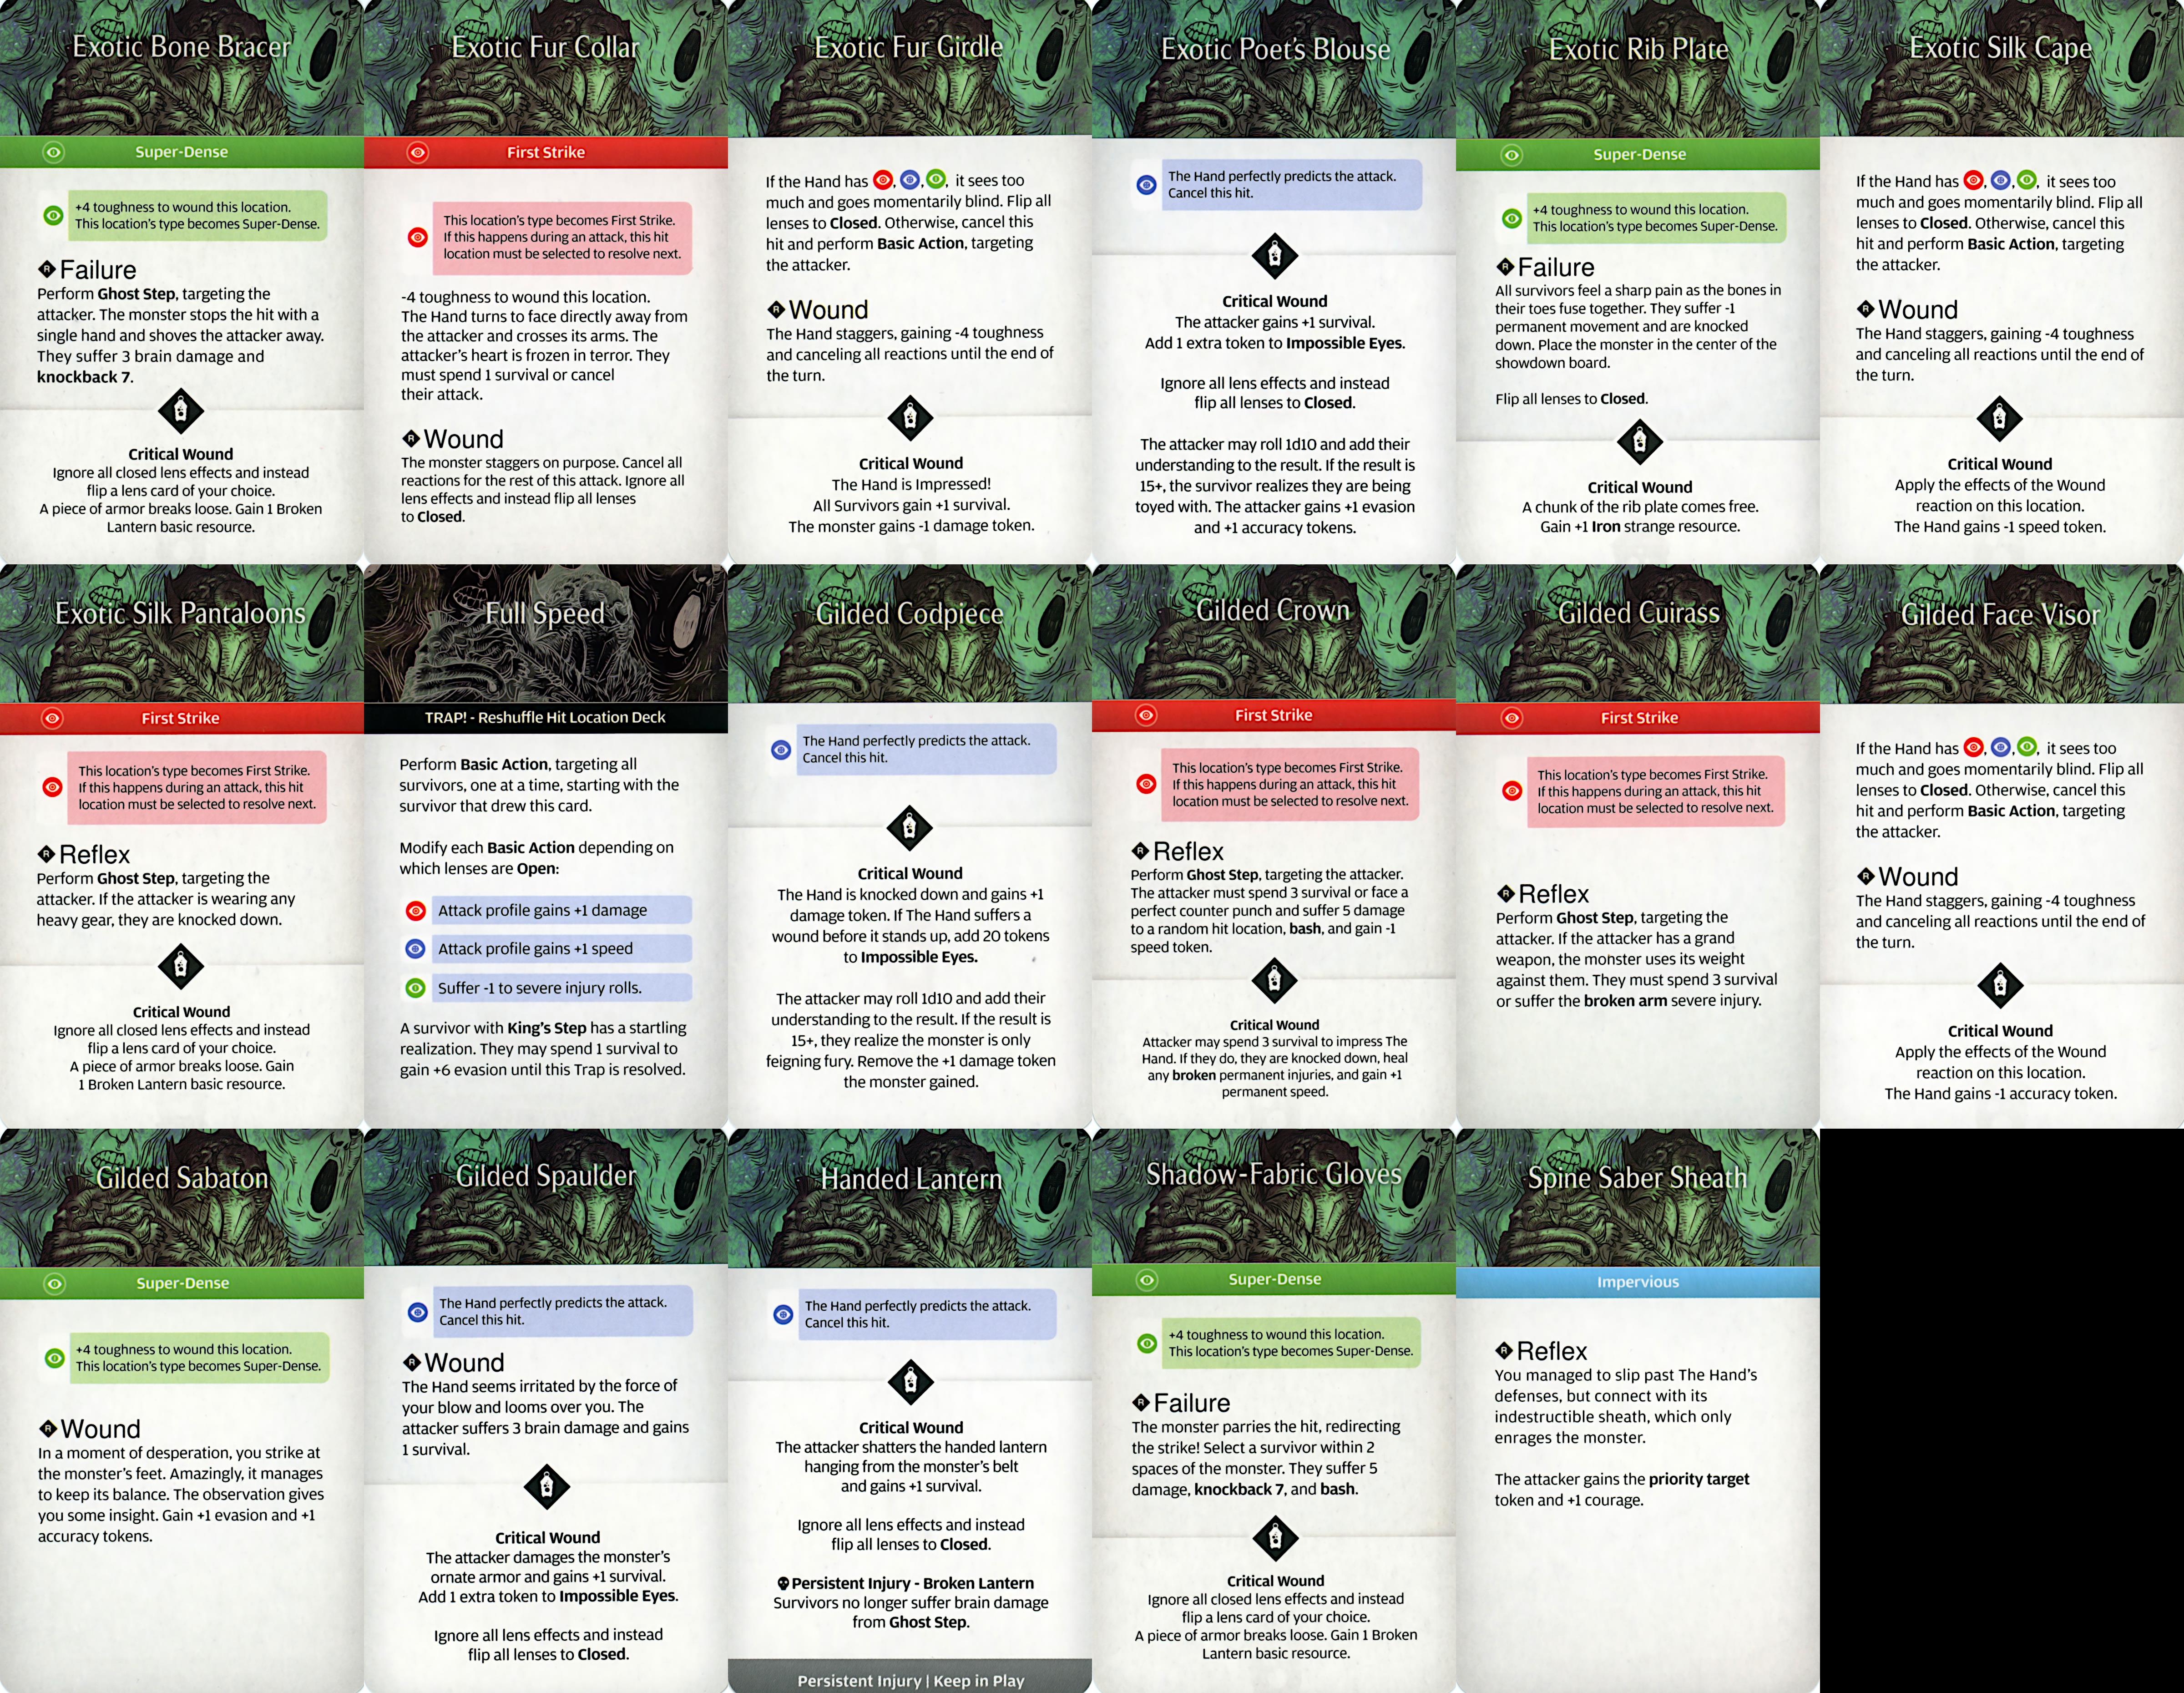 Exotic Bone Bracer
Super-Dense
+4 toughness to wound this location.
This location's type becomes Super-Dense.
Failure
Perform Ghost Step, targeting the
attacker. The monster stops the hit with a
single hand and shoves the attacker away.
They suffer 3 brain damage and
knockback 7.
Critical Wound
Ignore all closed lens effects and instead
flip a lens card of your choice.
A piece of armor breaks loose. Gain 1 Broken
Lantern basic resource.
Exotic Fur Collar
First Strike
This location's type becomes First Strike.
If this happens during an attack, this hit
location must be selected to resolve next.
-4 toughness to wound this location.
The Hand turns to face directly away from
the attacker and crosses its arms. The
attacker's heart is frozen in terror. They
must spend 1 survival or cancel
their attack.
Wound
The monster staggers on purpose. Cancel all
reactions for the rest of this attack. Ignore all
lens effects and instead flip all lenses
to Closed.
Exotic Fur Girdle
If the Hand has , , , it sees too
much and goes momentarily blind. Flip all
lenses to Closed. Otherwise, cancel this
hit and perform Basic Action, targeting
the attacker.
Wound
The Hand staggers, gaining -4 toughness
and canceling all reactions until the end of
the turn.
Critical Wound
The Hand is Impressed!
All Survivors gain +1 survival.
The monster gains -1 damage token.
Exotic Poet's Blouse
The Hand perfectly predicts the attack.
Cancel this hit.
Critical Wound
The attacker gains +1 survival.
Add 1 extra token to Impossible Eyes.
Ignore all lens effects and instead
flip all lenses to Closed.
The attacker may roll 1d10 and add their
understanding to the result. If the result is
15+, the survivor realizes they are being
toyed with. The attacker gains +1 evasion
and +1 accuracy tokens.
Exotic Rib Plate
Super-Dense
+4 toughness to wound this location.
This location's type becomes Super-Dense.
Failure
All survivors feel a sharp pain as the bones in
their toes fuse together. They suffer -1
permanent movement and are knocked
down. Place the monster in the center of the
showdown board.
Flip all lenses to Closed.
Critical Wound
A chunk of the rib plate comes free.
Gain +1 Iron strange resource.
Exotic Silk Cape
If the Hand has , , , it sees too
much and goes momentarily blind. Flip all
lenses to Closed. Otherwise, cancel this
hit and perform Basic Action, targeting
the attacker.
Wound
The Hand staggers, gaining -4 toughness
and canceling all reactions until the end of
the turn.
Critical Wound
Apply the effects of the Wound
reaction on this location.
The Hand gains -1 speed token.
Exotic Silk Pantaloons
First Strike
This location's type becomes First Strike.
If this happens during an attack, this hit
location must be selected to resolve next.
Reflex
Perform Ghost Step, targeting the
attacker. If the attacker is wearing any
heavy gear, they are knocked down.
Critical Wound
Ignore all closed lens effects and instead
flip a lens card of your choice.
A piece of armor breaks loose. Gain
1 Broken Lantern basic resource.
Full Speed
TRAP! - Reshuffle Hit Location Deck
Perform Basic Action, targeting all
survivors, one at a time, starting with the
survivor that drew this card.
Modify each Basic Action depending on
which lenses are Open:
Attack profile gains +1 damage
Attack profile gains +1 speed
Suffer -1 to severe injury rolls.
A survivor with King's Step has a startling
realization. They may spend 1 survival to
gain +6 evasion until this Trap is resolved.
Gilded Codpiece
The Hand perfectly predicts the attack.
Cancel this hit.
Critical Wound
The Hand is knocked down and gains +1
damage token. If The Hand suffers a
wound before it stands up, add 20 tokens
to Impossible Eyes.
The attacker may roll 1d10 and add their
understanding to the result. If the result is
15+, they realize the monster is only
feigning fury. Remove the +1 damage token
the monster gained.
Gilded Crown
First Strike
This location's type becomes First Strike.
If this happens during an attack, this hit
location must be selected to resolve next.
Reflex
Perform Ghost Step, targeting the attacker.
The attacker must spend 3 survival or face a
perfect counter punch and suffer 5 damage
to a random hit location, bash, and gain -1
speed token.
Critical Wound
Attacker may spend 3 survival to impress The
Hand. If they do, they are knocked down, heal
any broken permanent injuries, and gain +1
permanent speed.
Gilded Cuirass
First Strike
This location's type becomes First Strike.
If this happens during an attack, this hit
location must be selected to resolve next.
Reflex
Perform Ghost Step, targeting the
attacker. If the attacker has a grand
weapon, the monster uses its weight
against them. They must spend 3 survival
or suffer the broken arm severe injury.
Gilded Face Visor
If the Hand has , , , it sees too
much and goes momentarily blind. Flip all
lenses to Closed. Otherwise, cancel this
hit and perform Basic Action, targeting
the attacker.
Wound
The Hand staggers, gaining -4 toughness
and canceling all reactions until the end of
the turn.
Critical Wound
Apply the effects of the Wound
reaction on this location.
The Hand gains -1 accuracy token.
Gilded Sabaton
Super-Dense
+4 toughness to wound this location.
This location's type becomes Super-Dense.
Wound
In a moment of desperation, you strike at
the monster's feet. Amazingly, it manages
to keep its balance. The observation gives
you some insight. Gain +1 evasion and +1
accuracy tokens.
Gilded Spaulder
The Hand perfectly predicts the attack.
Cancel this hit.
Wound
The Hand seems irritated by the force of
your blow and looms over you. The
attacker suffers 3 brain damage and gains
1 survival.
Critical Wound
The attacker damages the monster's
ornate armor and gains +1 survival.
Add 1 extra token to Impossible Eyes.
Ignore all lens effects and instead
flip all lenses to Closed.
Handed Lantern
The Hand perfectly predicts the attack.
Cancel this hit.
Critical Wound
The attacker shatters the handed lantern
hanging from the monster's belt
and gains +1 survival.
Ignore all lens effects and instead
flip all lenses to Closed.
Persistent Injury - Broken Lantern
Survivors no longer suffer brain damage
from Ghost Step.
Persistent Injury | Keep in Play
Shadow-Fabric Gloves
Super-Dense
+4 toughness to wound this location.
This location's type becomes Super-Dense.
Failure
The monster parries the hit, redirecting
the strike! Select a survivor within 2
spaces of the monster. They suffer 5
damage, knockback 7, and bash.
Critical Wound
Ignore all closed lens effects and instead
flip a lens card of your choice.
A piece of armor breaks loose. Gain 1 Broken
Lantern basic resource.
Spine Saber Sheath
Impervious
Reflex
You managed to slip past The Hand's
defenses, but connect with its
indestructible sheath, which only
enrages the monster.
The attacker gains the priority target
token and +1 courage.